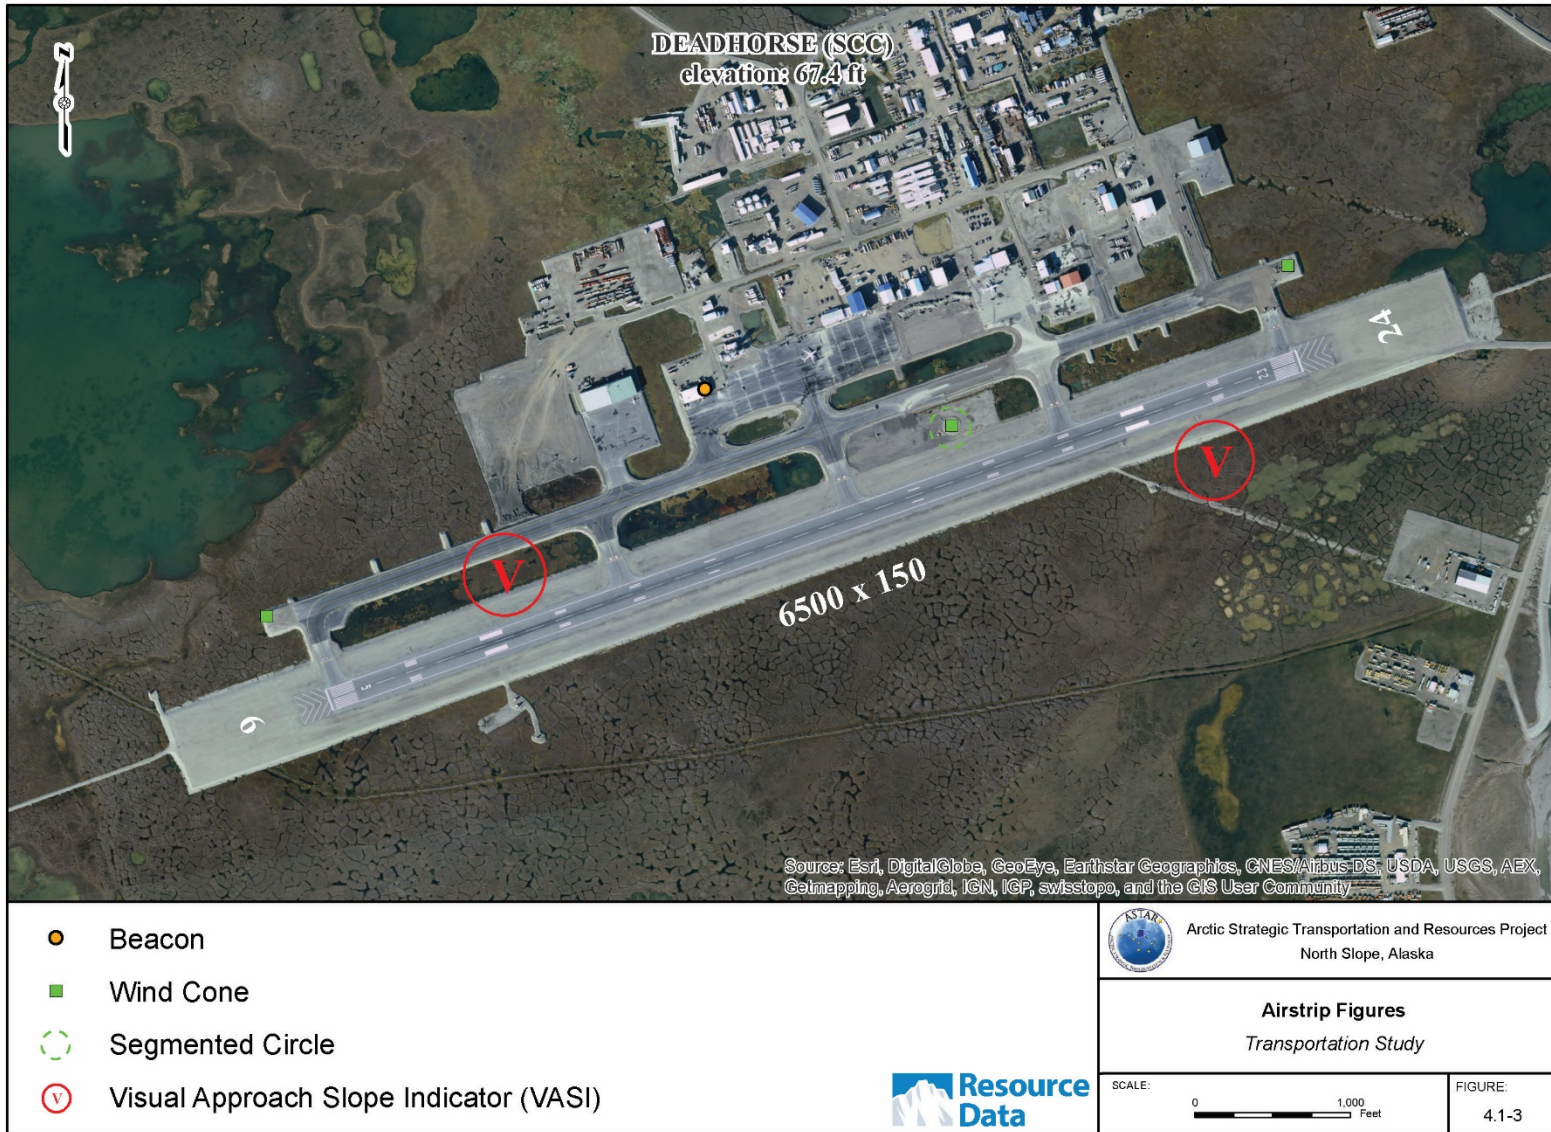 N
DEADHORSE (SCC)
elevation: 67.4 ft
24
23
V
V
6500 x 150
5
6
Source: Esri, DigitalGlobe, GeoEye, Earthstar Geographics, CNES/Airbus DS, USDA, USGS, AEX,
Getmapping, Aerogrid, IGN, IGP, swisstopo, and the GIS User Community
Beacon
Wind Cone
Segmented Circle
V Visual Approach Slope Indicator (VASI)
Resource
Data
ASTAR
Arctic Strategic Transportation and Resources Project
North Slope, Alaska
Airstrip Figures
Transportation Study
SCALE:
0 1,000
Feet
FIGURE:
4.1-3